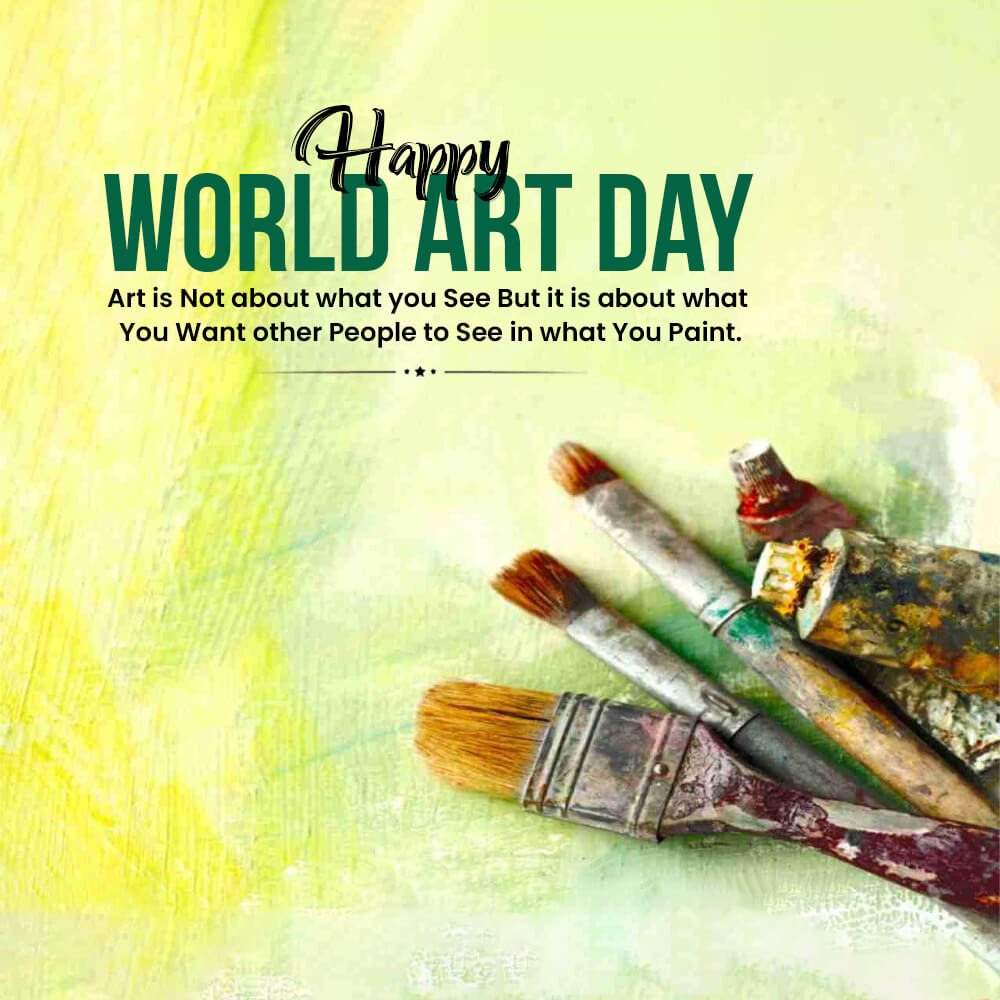 Happy
WORLD ART DAY
Art is Not about what you See But it is about what
You Want other People to See in what You Paint.